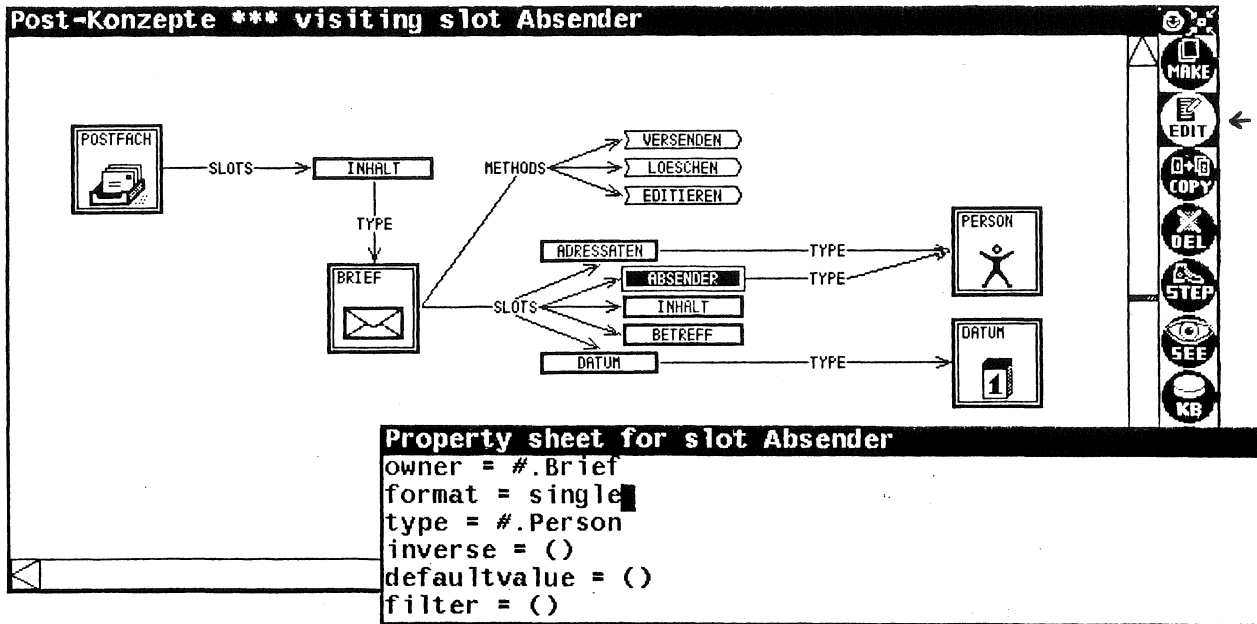 Post-Konzepte *** visiting slot Absender
MAKE
EDIT
COPY
DEL
STEP
SEE
KB
POSTFACH
SLOTS
INHALT
TYPE
BRIEF
METHODS
VERSENDEN
LOESCHEN
EDITIEREN
SLOTS
ADRESSATEN
TYPE
ABSENDER
TYPE
INHALT
BETREFF
DATUM
TYPE
PERSON
DATUM
1
Property sheet for slot Absender
owner = #.Brief
format = single
type = #.Person
inverse = ()
defaultvalue = ()
filter = ()